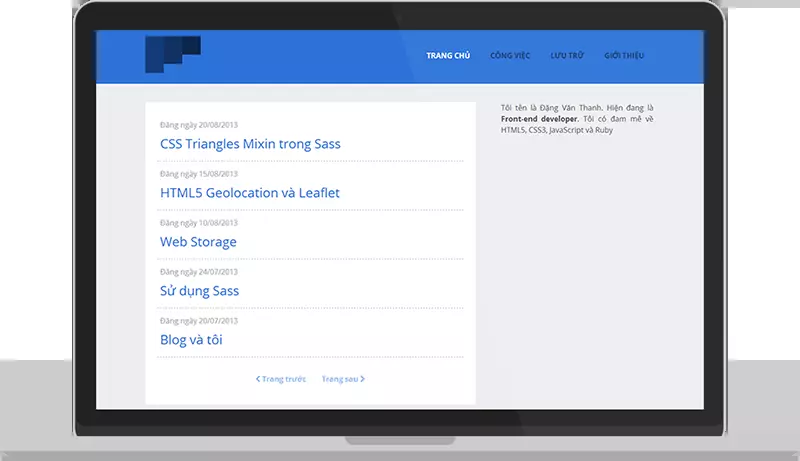 TRANG CHỦ CÔNG VIỆC LƯU TRỮ GIỚI THIỆU
Đăng ngày 20/08/2013
CSS Triangles Mixin trong Sass
Đăng ngày 15/08/2013
HTML5 Geolocation và Leaflet
Đăng ngày 10/08/2013
Web Storage
Đăng ngày 24/07/2013
Sử dụng Sass
Đăng ngày 20/07/2013
Blog và tôi
Trang trước Trang sau
Tôi tên là Đặng Văn Thanh. Hiện đang là
Front-end developer. Tôi có đam mê về
HTML5, CSS3, JavaScript và Ruby